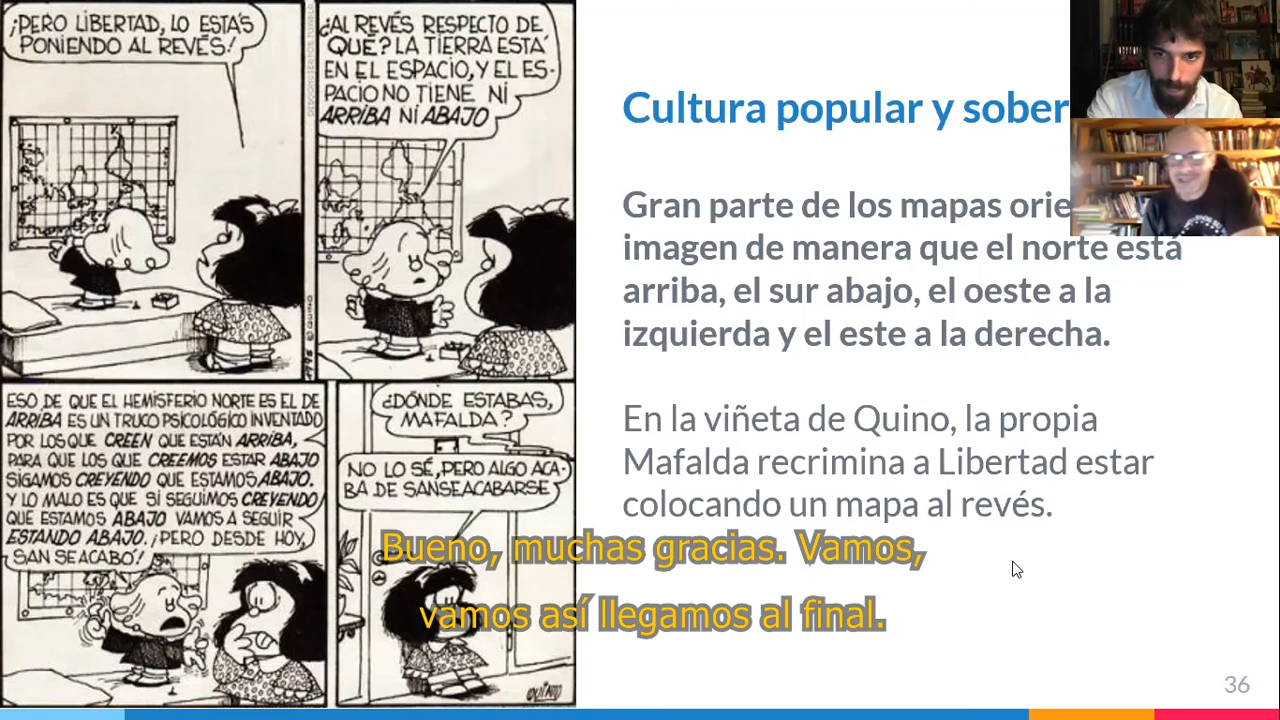 ¡PERO LIBERTAD, LO ESTÁS
PONIENDO AL REVÉS!
¿AL REVÉS RESPECTO DE
QUÉ? LA TIERRA ESTÁ
EN EL ESPACIO, Y EL ES-
PACIO NO TIENE NI
ARRIBA NI ABAJO
ESO DE QUE EL HEMISFERIO NORTE ES EL DE
ARRIBA ES UN TRUCO PSICOLÓGICO INVENTADO
POR LOS QUE CREEN QUE ESTÁN ARRIBA,
PARA QUE LOS QUE CREEMOS ESTAR ABAJO
SIGAMOS CREYENDO QUE ESTAMOS ABAJO.
Y LO MALO ES QUE SI SEGUIMOS CREYENDO
QUE ESTAMOS ABAJO VAMOS A SEGUIR
ESTANDO ABAJO. ¡PERO DESDE HOY,
SAN SEACABÓ!
¿DÓNDE ESTABAS,
MAFALDA?
NO LO SÉ, PERO ALGO ACA-
BA DE SANSEACABARSE
QUINO
Cultura popular y sober
Gran parte de los mapas orie
imagen de manera que el norte está
arriba, el sur abajo, el oeste a la
izquierda y el este a la derecha.
En la viñeta de Quino, la propia
Mafalda recrimina a Libertad estar
colocando un mapa al revés.
Bueno, muchas gracias. Vamos,
vamos así llegamos al final.
36